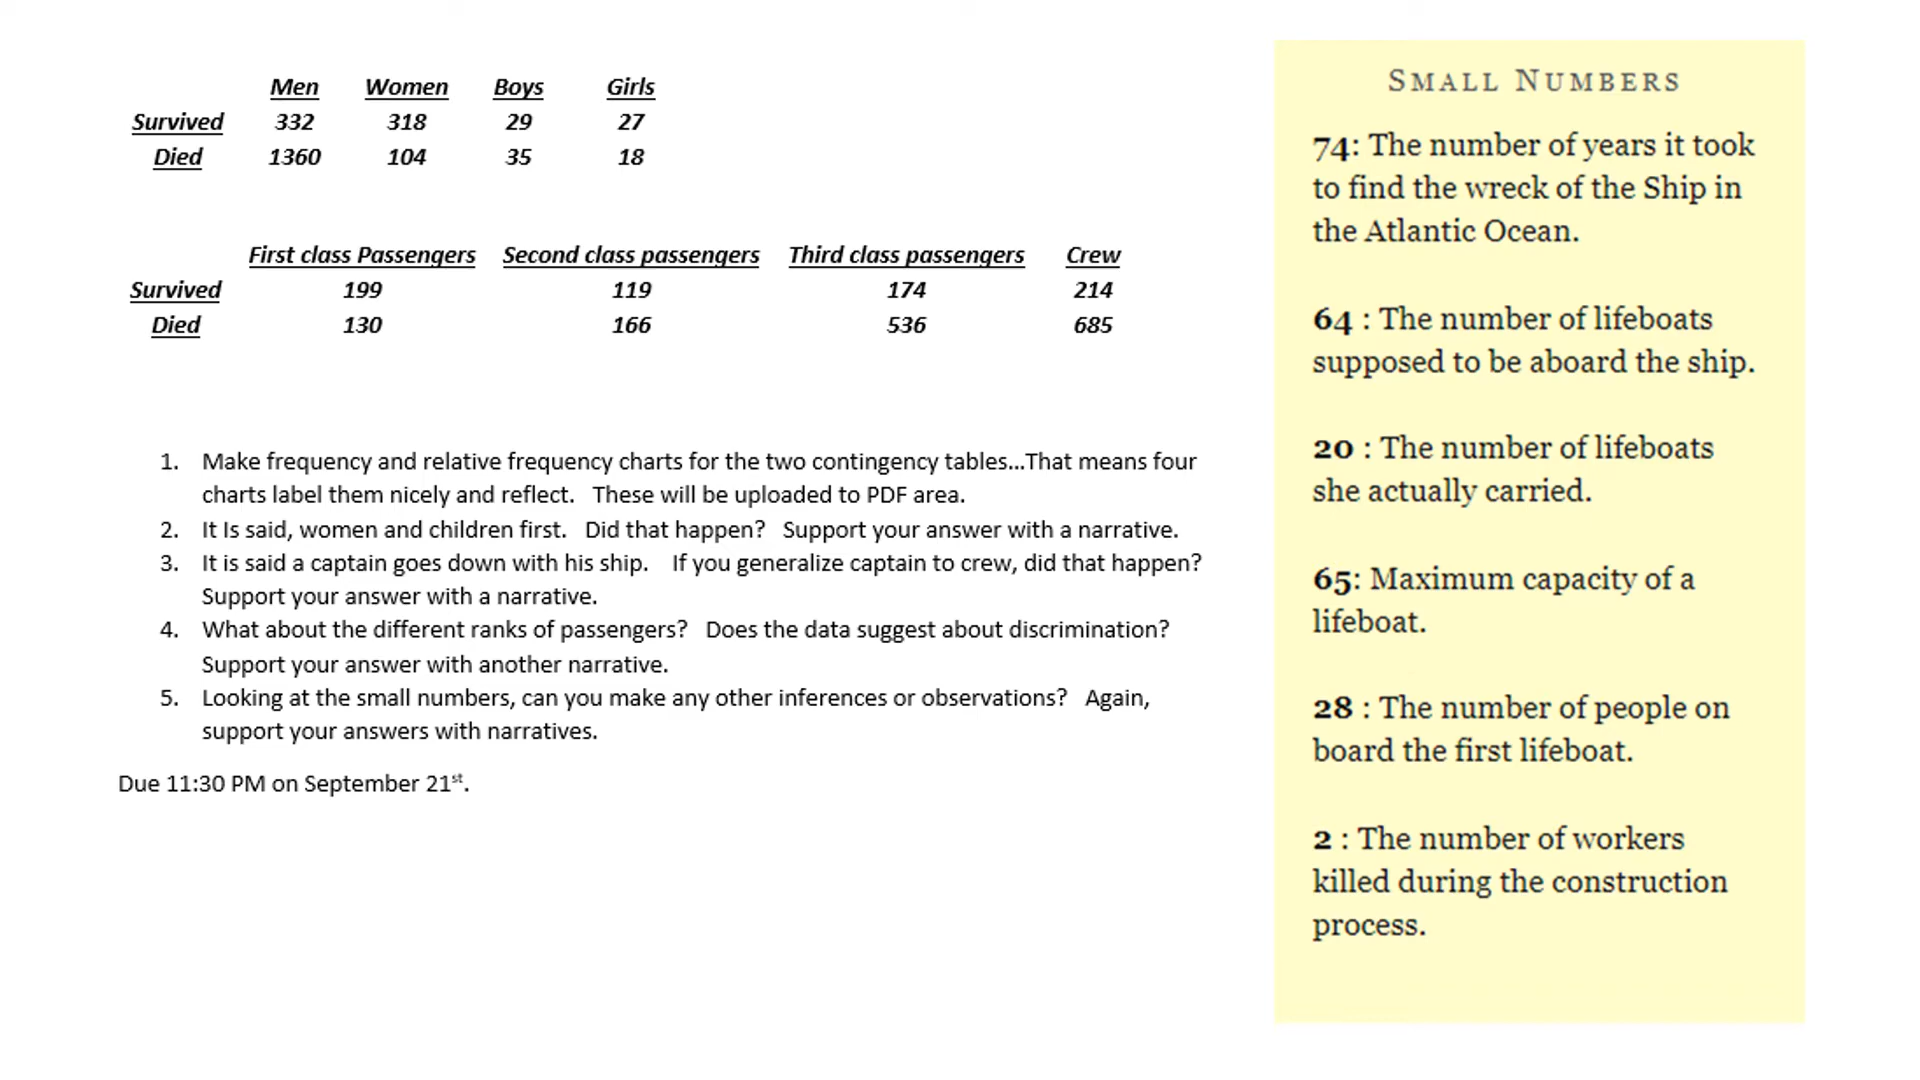 Men Women Boys Girls
Survived 332 318 29 27
Died 1360 104 35 18
First class Passengers Second class passengers Third class passengers Crew
Survived 199 119 174 214
Died 130 166 536 685
1. Make frequency and relative frequency charts for the two contingency tables...That means four
charts label them nicely and reflect. These will be uploaded to PDF area.
2. It Is said, women and children first. Did that happen? Support your answer with a narrative.
3. It is said a captain goes down with his ship. If you generalize captain to crew, did that happen?
Support your answer with a narrative.
4. What about the different ranks of passengers? Does the data suggest about discrimination?
Support your answer with another narrative.
5. Looking at the small numbers, can you make any other inferences or observations? Again,
support your answers with narratives.
Due 11:30 PM on September 21st.
SMALL NUMBERS
74: The number of years it took
to find the wreck of the Ship in
the Atlantic Ocean.
64 : The number of lifeboats
supposed to be aboard the ship.
20 : The number of lifeboats
she actually carried.
65: Maximum capacity of a
lifeboat.
28 : The number of people on
board the first lifeboat.
2 : The number of workers
killed during the construction
process.